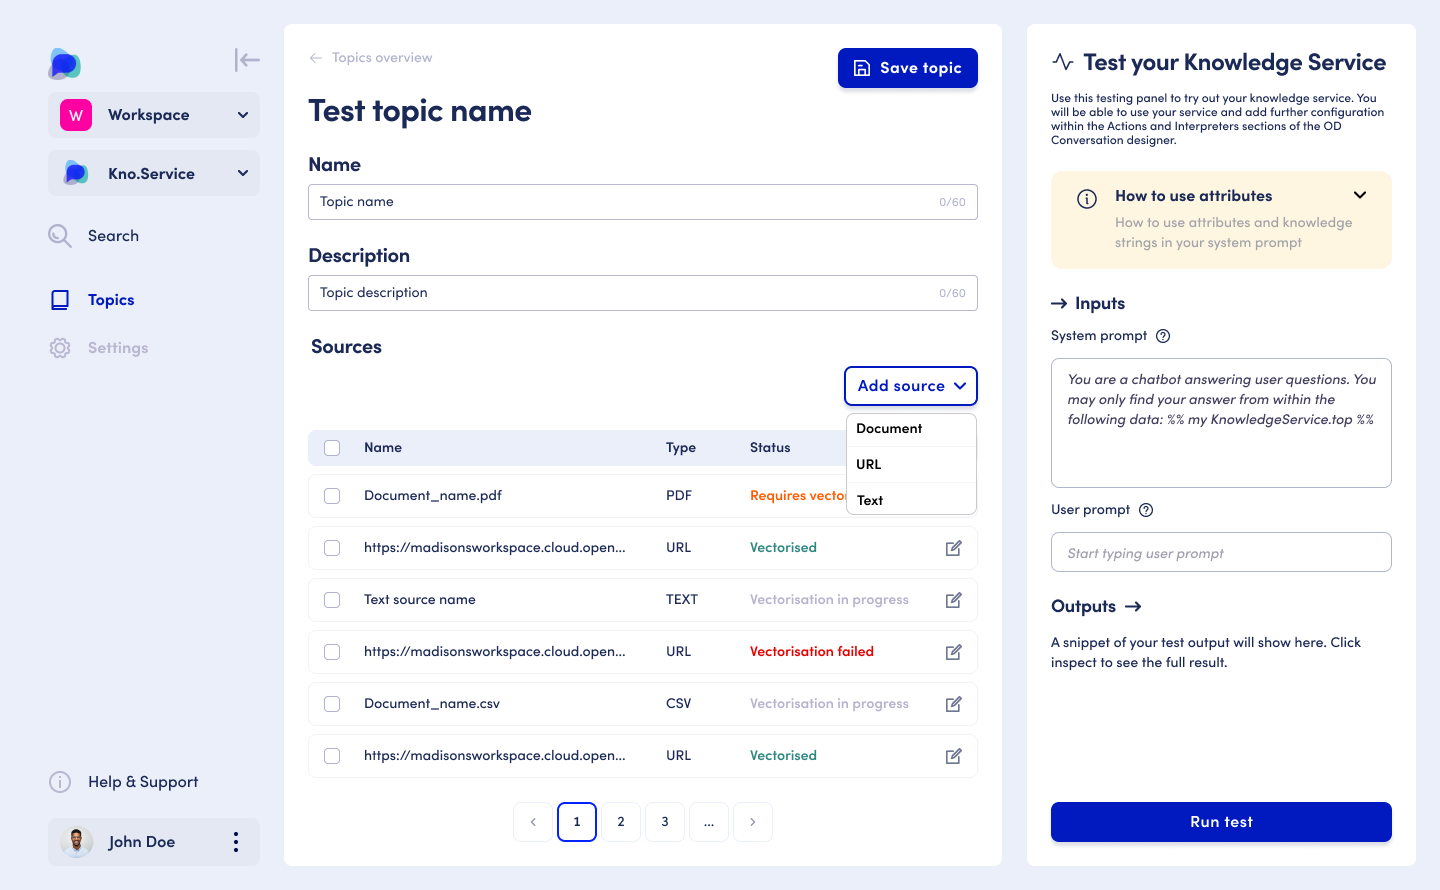 W Workspace
Kno.Service
Search
Topics
Settings
Help & Support
John Doe
Topics overview
Save topic
Test topic name
Name
Topic name 0/60
Description
Topic description 0/60
Sources
Add source
Document
URL
Text
Name Type Status
Document_name.pdf PDF Requires vecto
https://madisonsworkspace.cloud.open... URL Vectorised
Text source name TEXT Vectorisation in progress
https://madisonsworkspace.cloud.open... URL Vectorisation failed
Document_name.csv CSV Vectorisation in progress
https://madisonsworkspace.cloud.open... URL Vectorised
< 1 2 3 ... >
Test your Knowledge Service
Use this testing panel to try out your knowledge service. You
will be able to use your service and add further configuration
within the Actions and Interpreters sections of the OD
Conversation designer.
How to use attributes
How to use attributes and knowledge
strings in your system prompt
Inputs
System prompt
You are a chatbot answering user questions. You
may only find your answer from within the
following data: %% my KnowledgeService.top %%
User prompt
Start typing user prompt
Outputs
A snippet of your test output will show here. Click
inspect to see the full result.
Run test